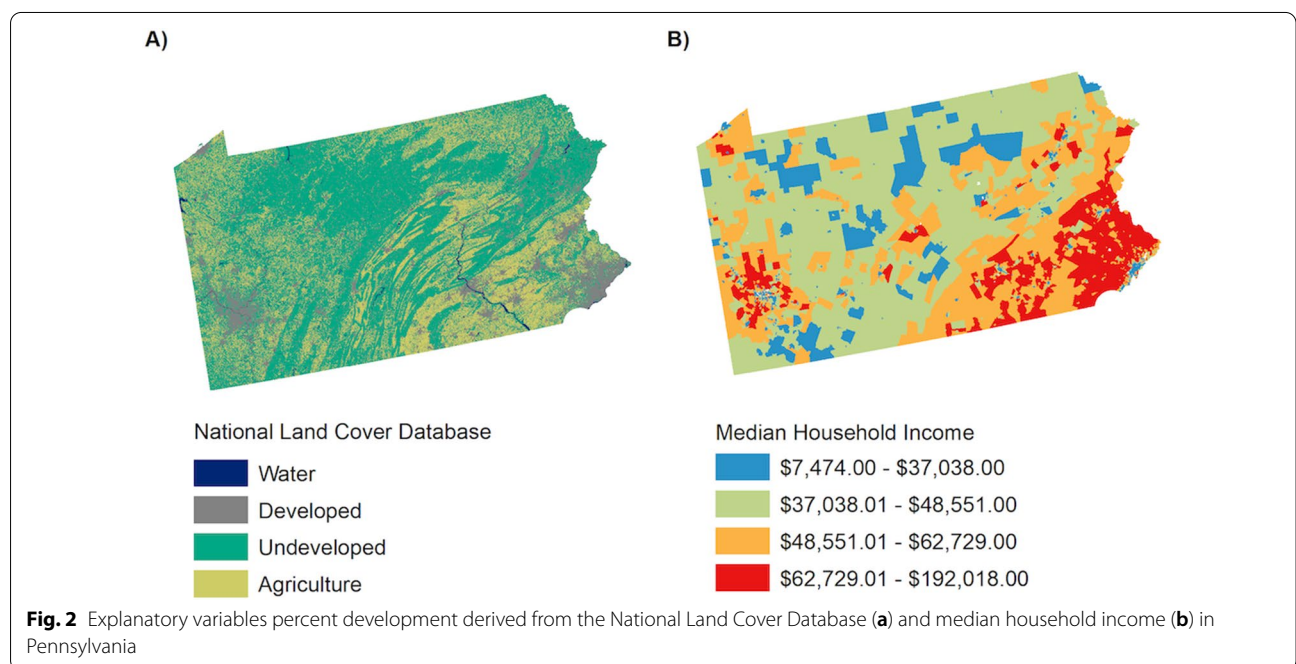 A)
B)
National Land Cover Database
Water
Developed
Undeveloped
Agriculture
Median Household Income
$7,474.00 - $37,038.00
$37,038.01 - $48,551.00
$48,551.01 - $62,729.00
$62,729.01 - $192,018.00
Fig. 2 Explanatory variables percent development derived from the National Land Cover Database (a) and median household income (b) in
Pennsylvania